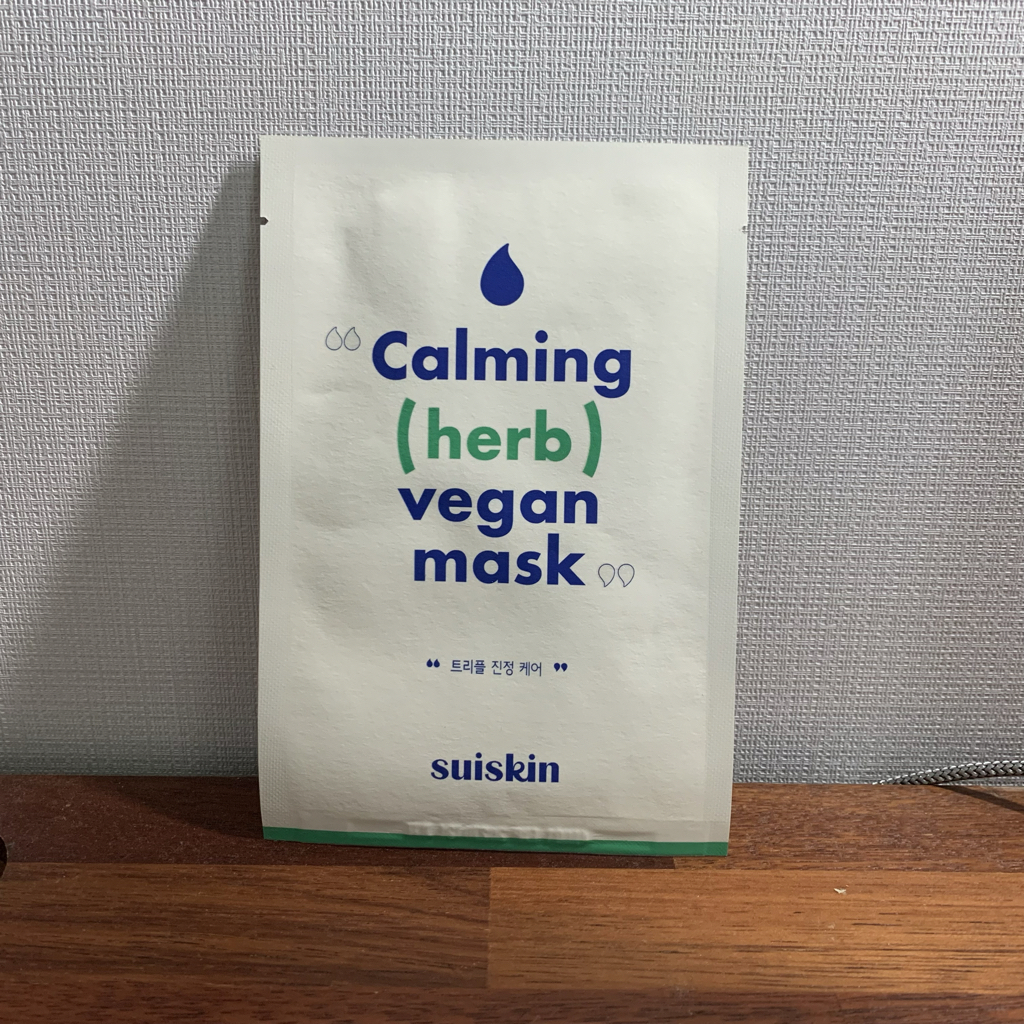 Calming
(herb)
vegan
mask
“ 트리플 진정 케어 ”
suiskin